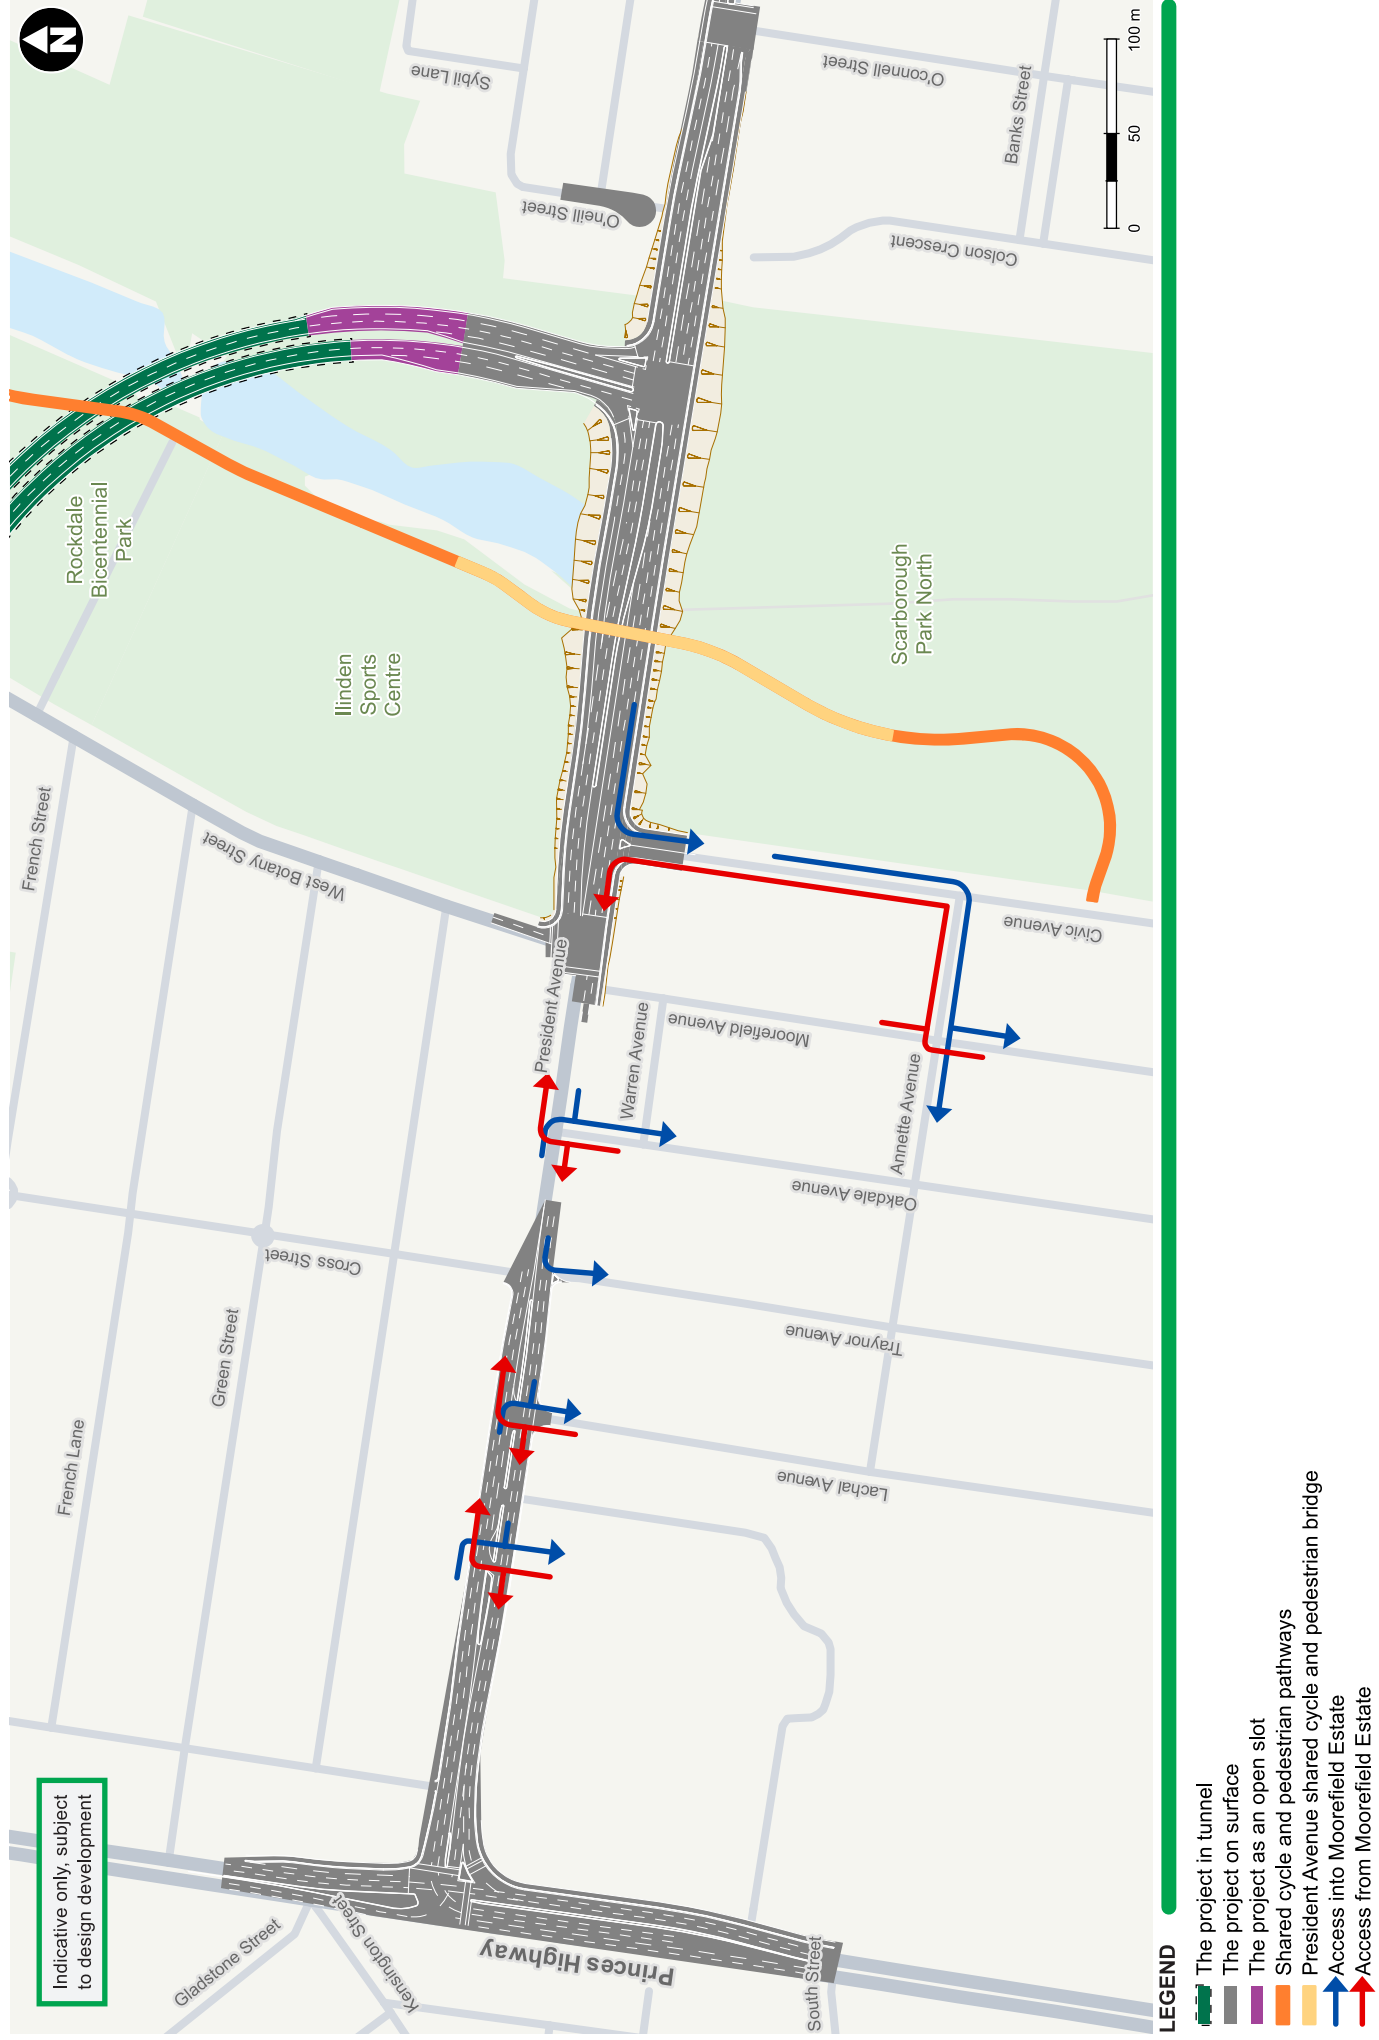 N
Indicative only, subject
to design development
Gladstone Street
Kensington Street
Princes Highway
South Street
French Lane
Green Street
Cross Street
French Street
West Botany Street
Rockdale
Bicentennial
Park
Ilinden
Sports
Centre
President Avenue
Warren Avenue
Moorefield Avenue
Annette Avenue
Oakdale Avenue
Traynor Avenue
Lachal Avenue
Civic Avenue
Scarborough
Park North
Sybil Lane
O'neill Street
O'connell Street
Banks Street
Colson Crescent
0 50 100 m
LEGEND
The project in tunnel
The project on surface
The project as an open slot
Shared cycle and pedestrian pathways
President Avenue shared cycle and pedestrian bridge
Access into Moorefield Estate
Access from Moorefield Estate